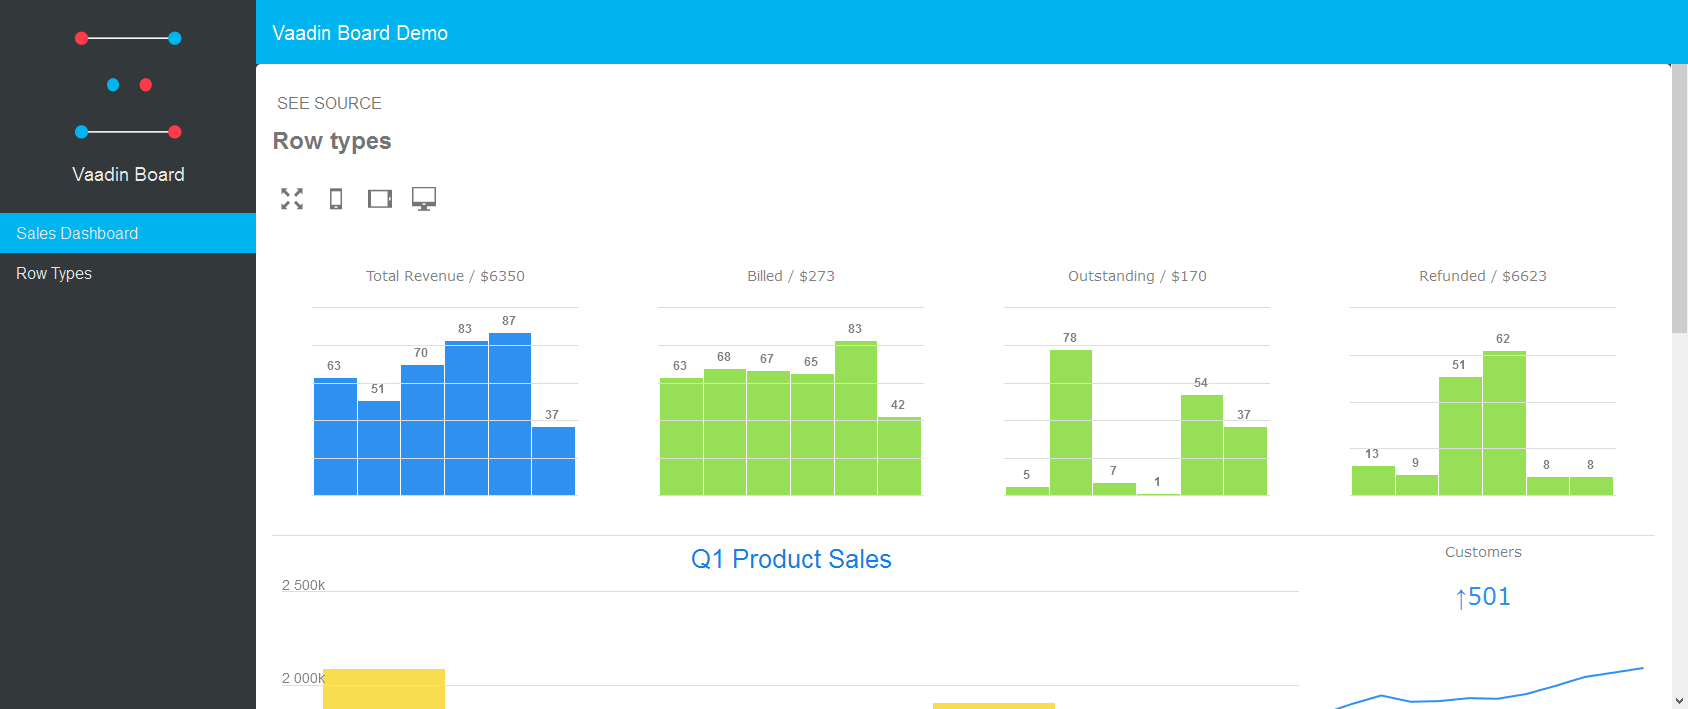 Vaadin Board Demo
Vaadin Board
Sales Dashboard
Row Types
SEE SOURCE
Row types
Total Revenue / $6350
63 51 70 83 87 37
Billed / $273
63 68 67 65 83 42
Outstanding / $170
5 78 7 1 54 37
Refunded / $6623
13 9 51 62 8 8
Q1 Product Sales
2 500k
2 000k
Customers
↑501